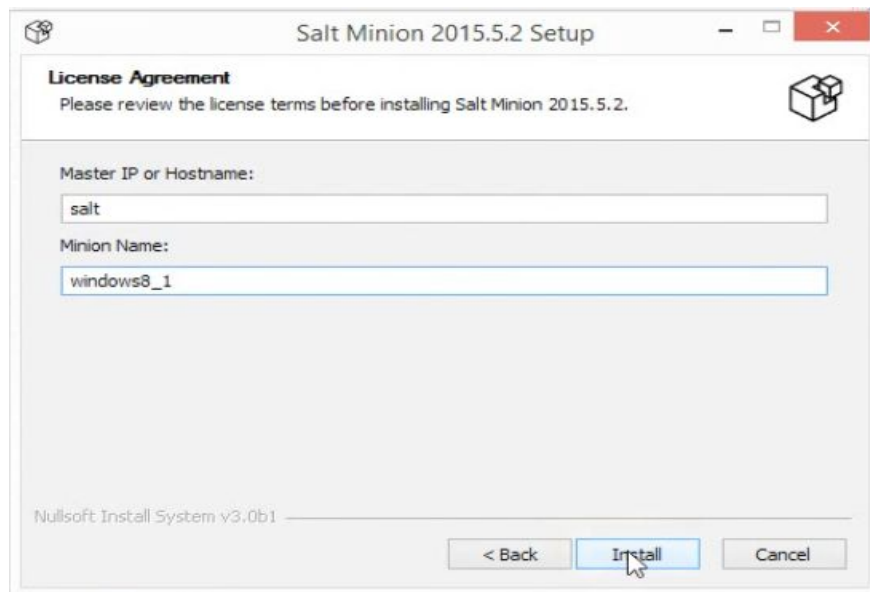 Salt Minion 2015.5.2 Setup
License Agreement
Please review the license terms before installing Salt Minion 2015.5.2.
Master IP or Hostname:
salt
Minion Name:
windows8_1
Nullsoft Install System v3.0b1
< Back Install Cancel